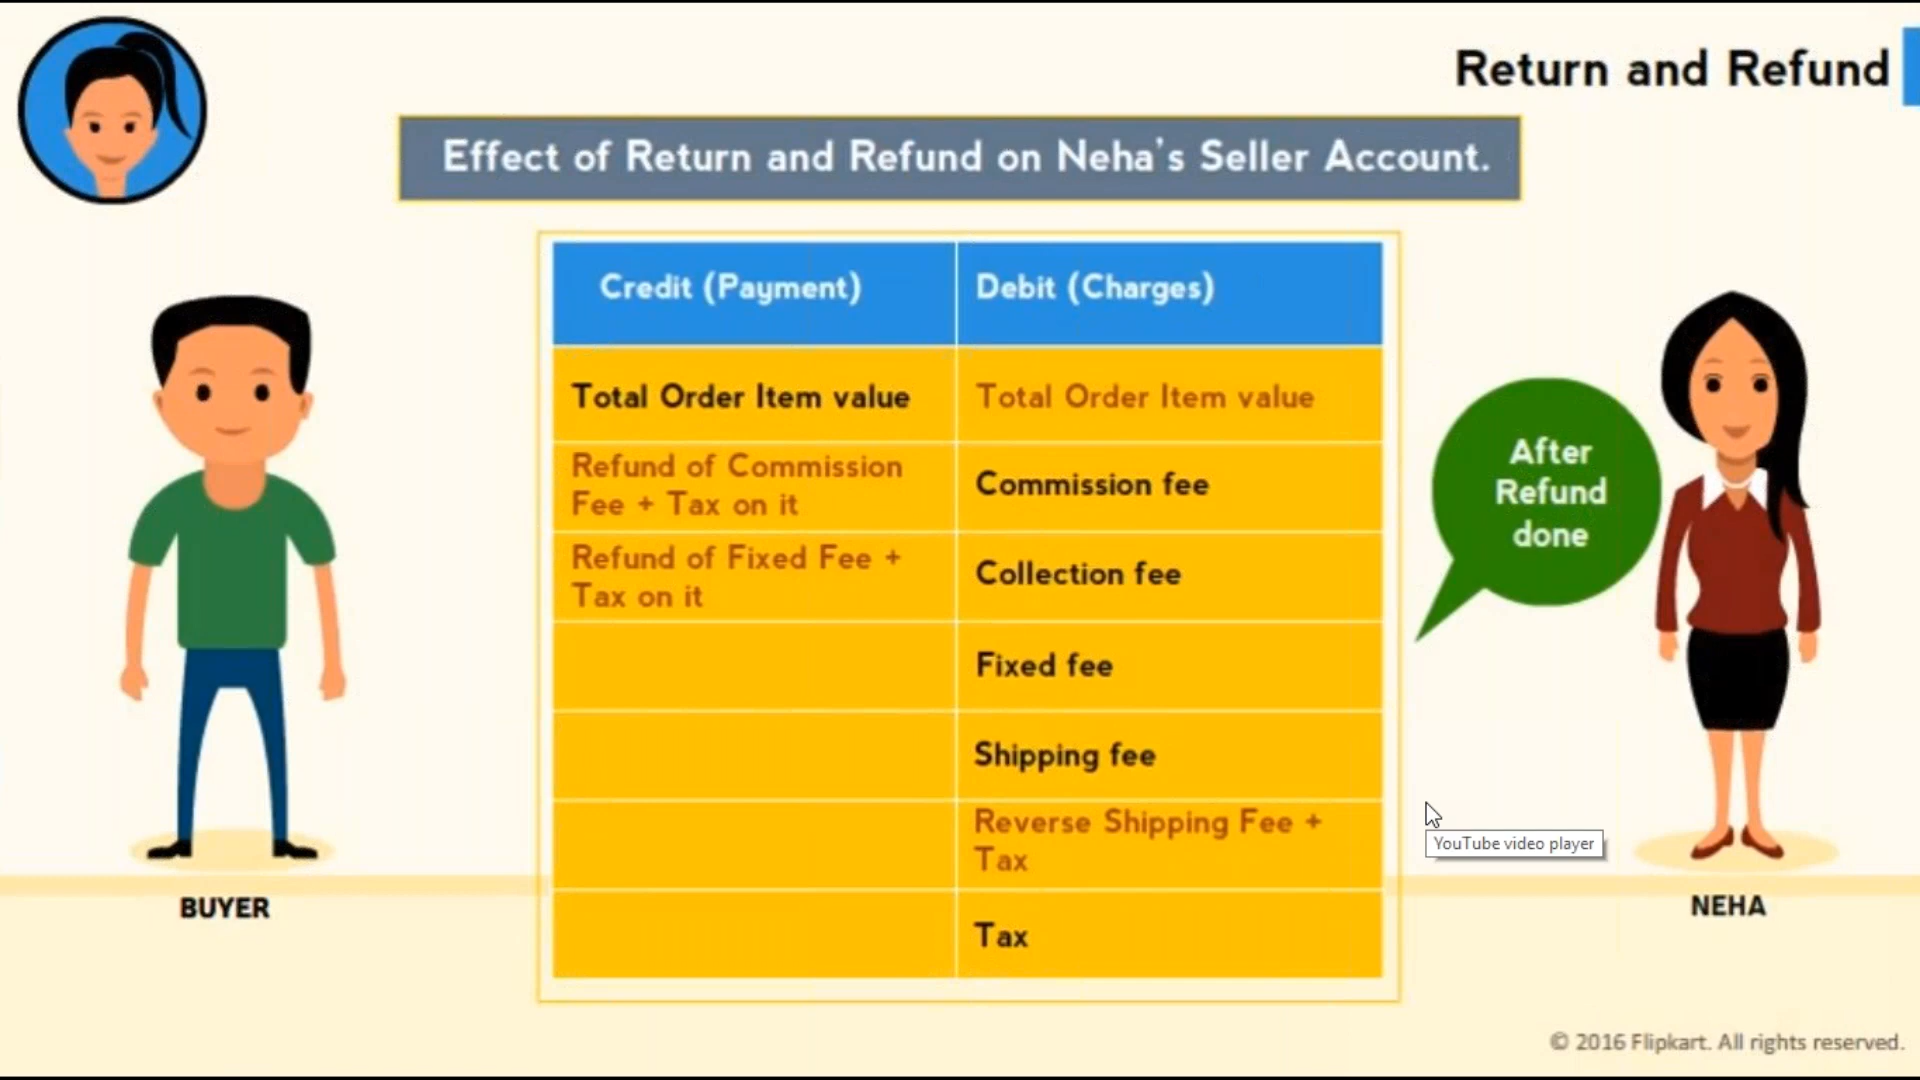 Return and Refund
Effect of Return and Refund on Neha's Seller Account.
Credit (Payment)
Debit (Charges)
Total Order Item value
Total Order Item value
Refund of Commission
Fee + Tax on it
Commission fee
Refund of Fixed Fee +
Tax on it
Collection fee
Fixed fee
Shipping fee
Reverse Shipping Fee +
Tax
Tax
After
Refund
done
YouTube video player
BUYER
NEHA
© 2016 Flipkart. All rights reserved.